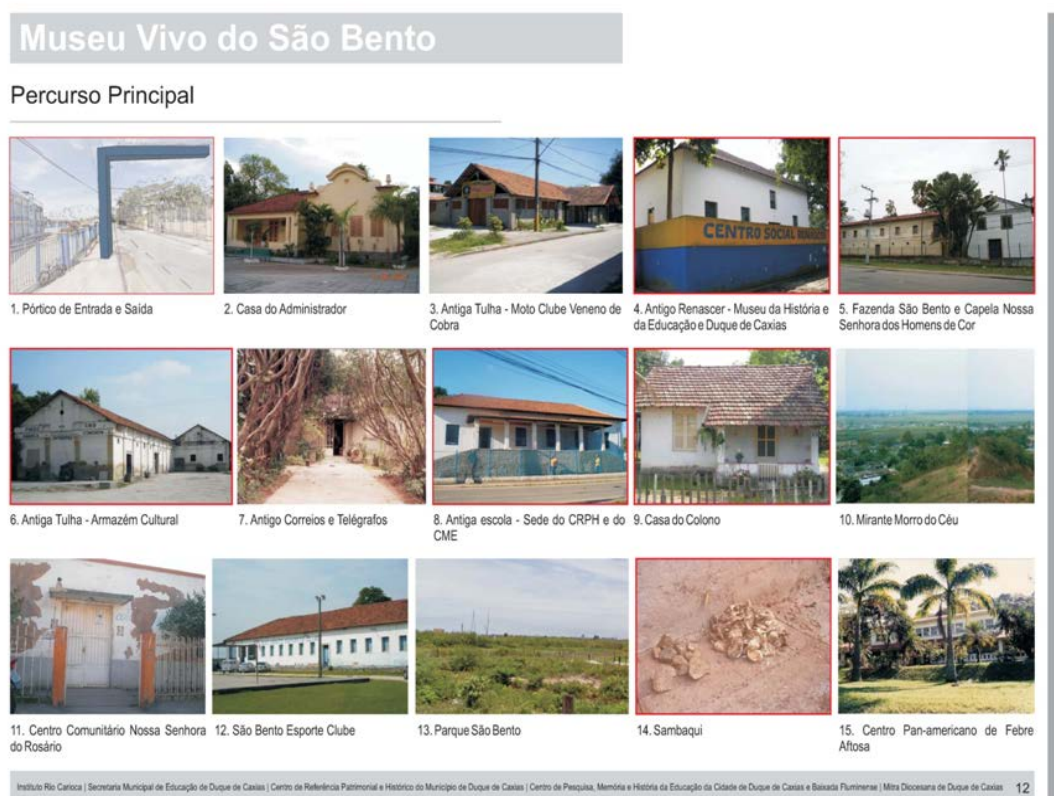 Museu Vivo do São Bento
Percurso Principal
CENTRO SOCIAL
1. Pórtico de Entrada e Saída
2. Casa do Administrador
3. Antiga Tulha - Moto Clube Veneno de
Cobra
4. Antigo Renascer - Museu da História e
da Educação e Duque de Caxias
5. Fazenda São Bento e Capela Nossa
Senhora dos Homens de Cor
6. Antiga Tulha - Armazém Cultural
7. Antigo Correios e Telégrafos
8. Antiga escola - Sede do CRPH e do
CME
9. Casa do Colono
10. Mirante Morro do Céu
11. Centro Comunitário Nossa Senhora
do Rosário
12. São Bento Esporte Clube
13. Parque São Bento
14. Sambaqui
15. Centro Pan-americano de Febre
Aftosa
Instituto Rio Carioca | Secretaria Municipal de Educação de Duque de Caxias | Centro de Referência Patrimonial e Histórico do Município de Duque de Caxias | Centro de Pesquisa, Memória e História da Educação da Cidade de Duque de Caxias e Baixada Fluminense | Mitra Diocesana de Duque de Caxias 12